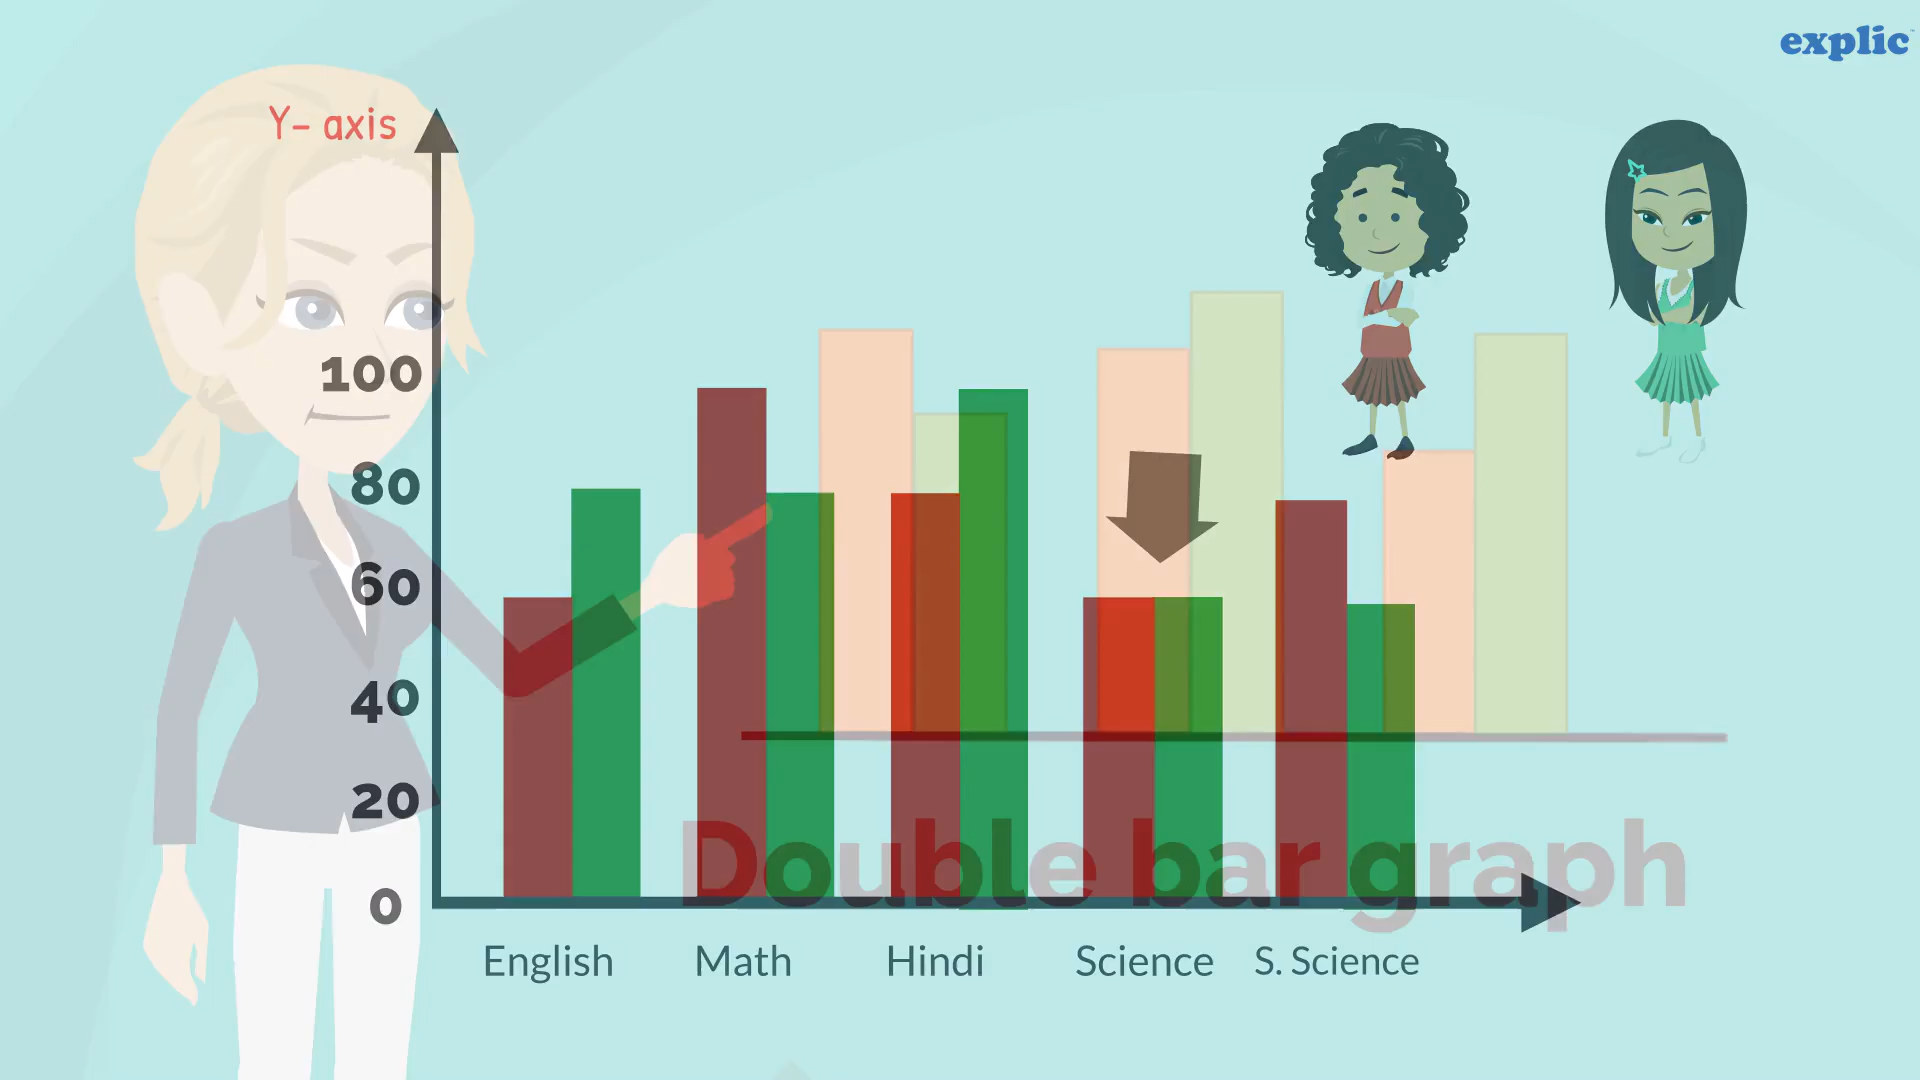 explic
Y- axis
100
80
60
40
20
0
Double bar graph
English Math Hindi Science S. Science